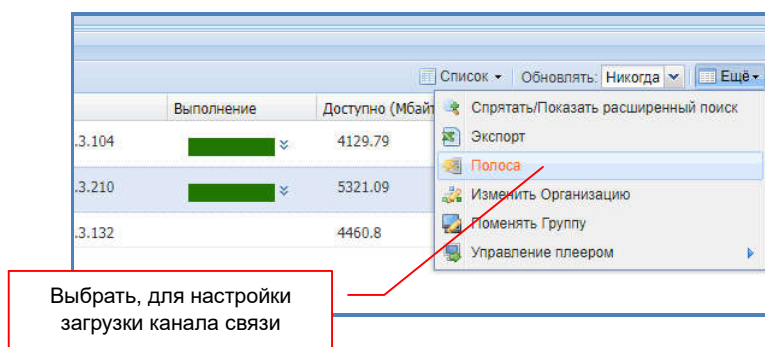 Список Обновлять: Никогда Ещё
Выполнение Доступно (Мбайт
Спрятать/Показать расширенный поиск
.3.104 4129.79
Экспорт
Полоса
.3.210 5321.09
Изменить Организацию
Поменять Группу
.3.132 4460.8
Управление плеером
Выбрать, для настройки
загрузки канала связи